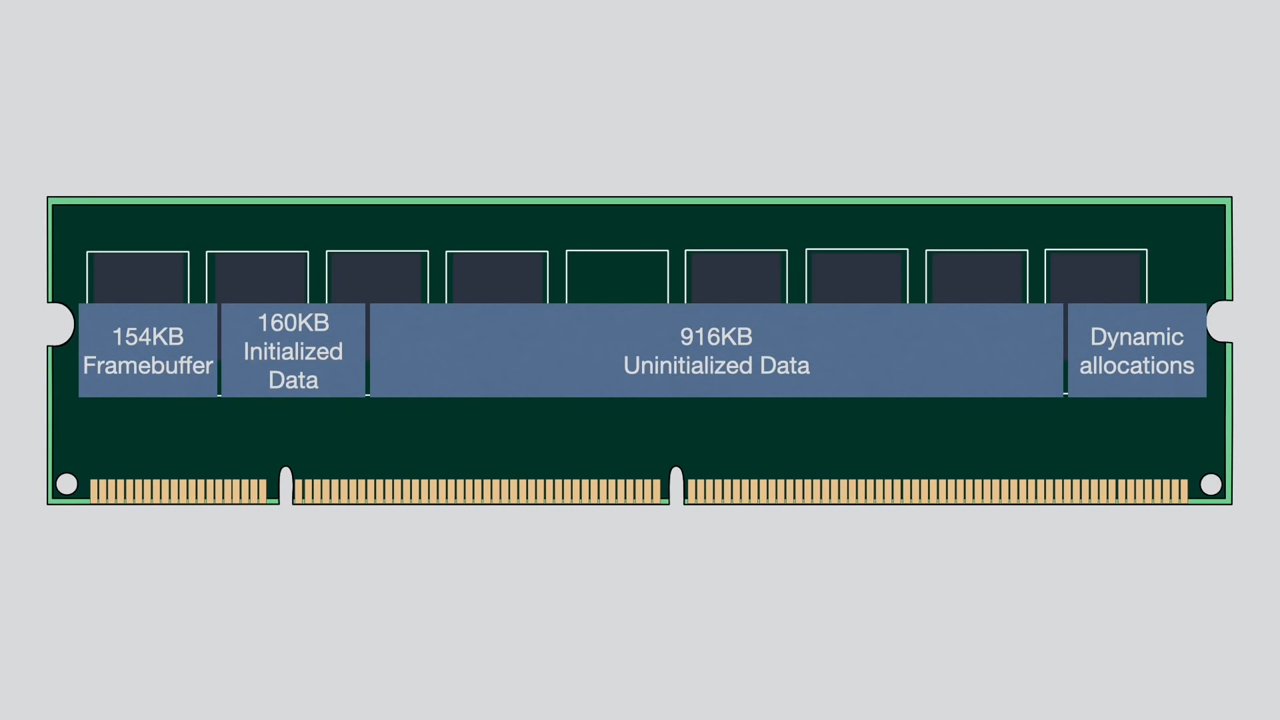 154KB
Framebuffer
160KB
Initialized
Data
916KB
Uninitialized Data
Dynamic
allocations